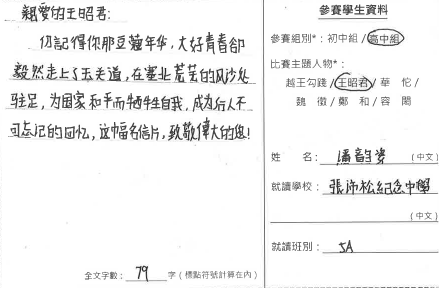 親愛的王昭君:
仍記得你那豆蔻年华，大好青春卻
毅然走上了玉关道，在塞北荒芜的风沙处
驻足，为国家和平而牺牲自我，成为后人不
可忘记的回忆，这幅名信片，致敬偉大的您!
全文字數: 79 字 (標點符號計算在內)
參賽學生資料
參賽組別*: 初中組 / 高中組
比賽主題人物*:
越王勾踐 / 王昭君 / 華 佗 /
魏 徵 / 鄭 和 / 容 閎
姓 名: 潘韵姿 (中文)
就讀學校: 張沛松紀念中學
(中文)
就讀班別: 5A